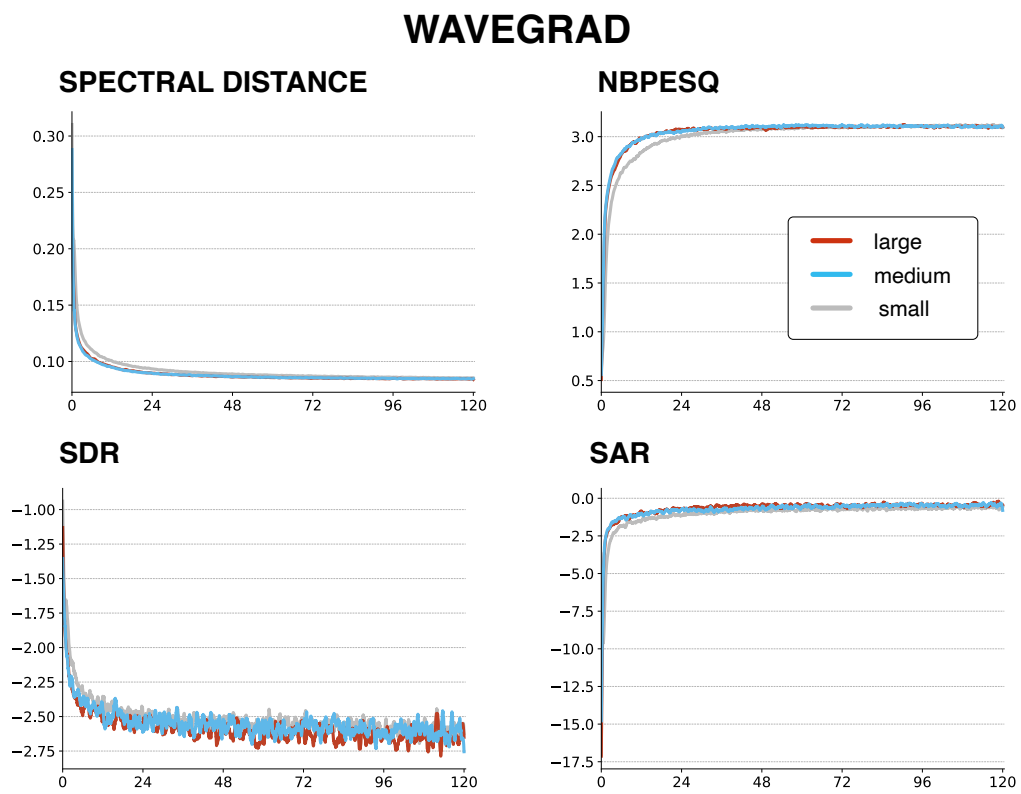 WAVEGRAD
SPECTRAL DISTANCE
0.30
0.25
0.20
0.15
0.10
0 24 48 72 96 120
NBPESQ
3.0
2.5
2.0
1.5
1.0
0.5
0 24 48 72 96 120
large
medium
small
SDR
−1.00
−1.25
−1.50
−1.75
−2.00
−2.25
−2.50
−2.75
0 24 48 72 96 120
SAR
0.0
−2.5
−5.0
−7.5
−10.0
−12.5
−15.0
−17.5
0 24 48 72 96 120